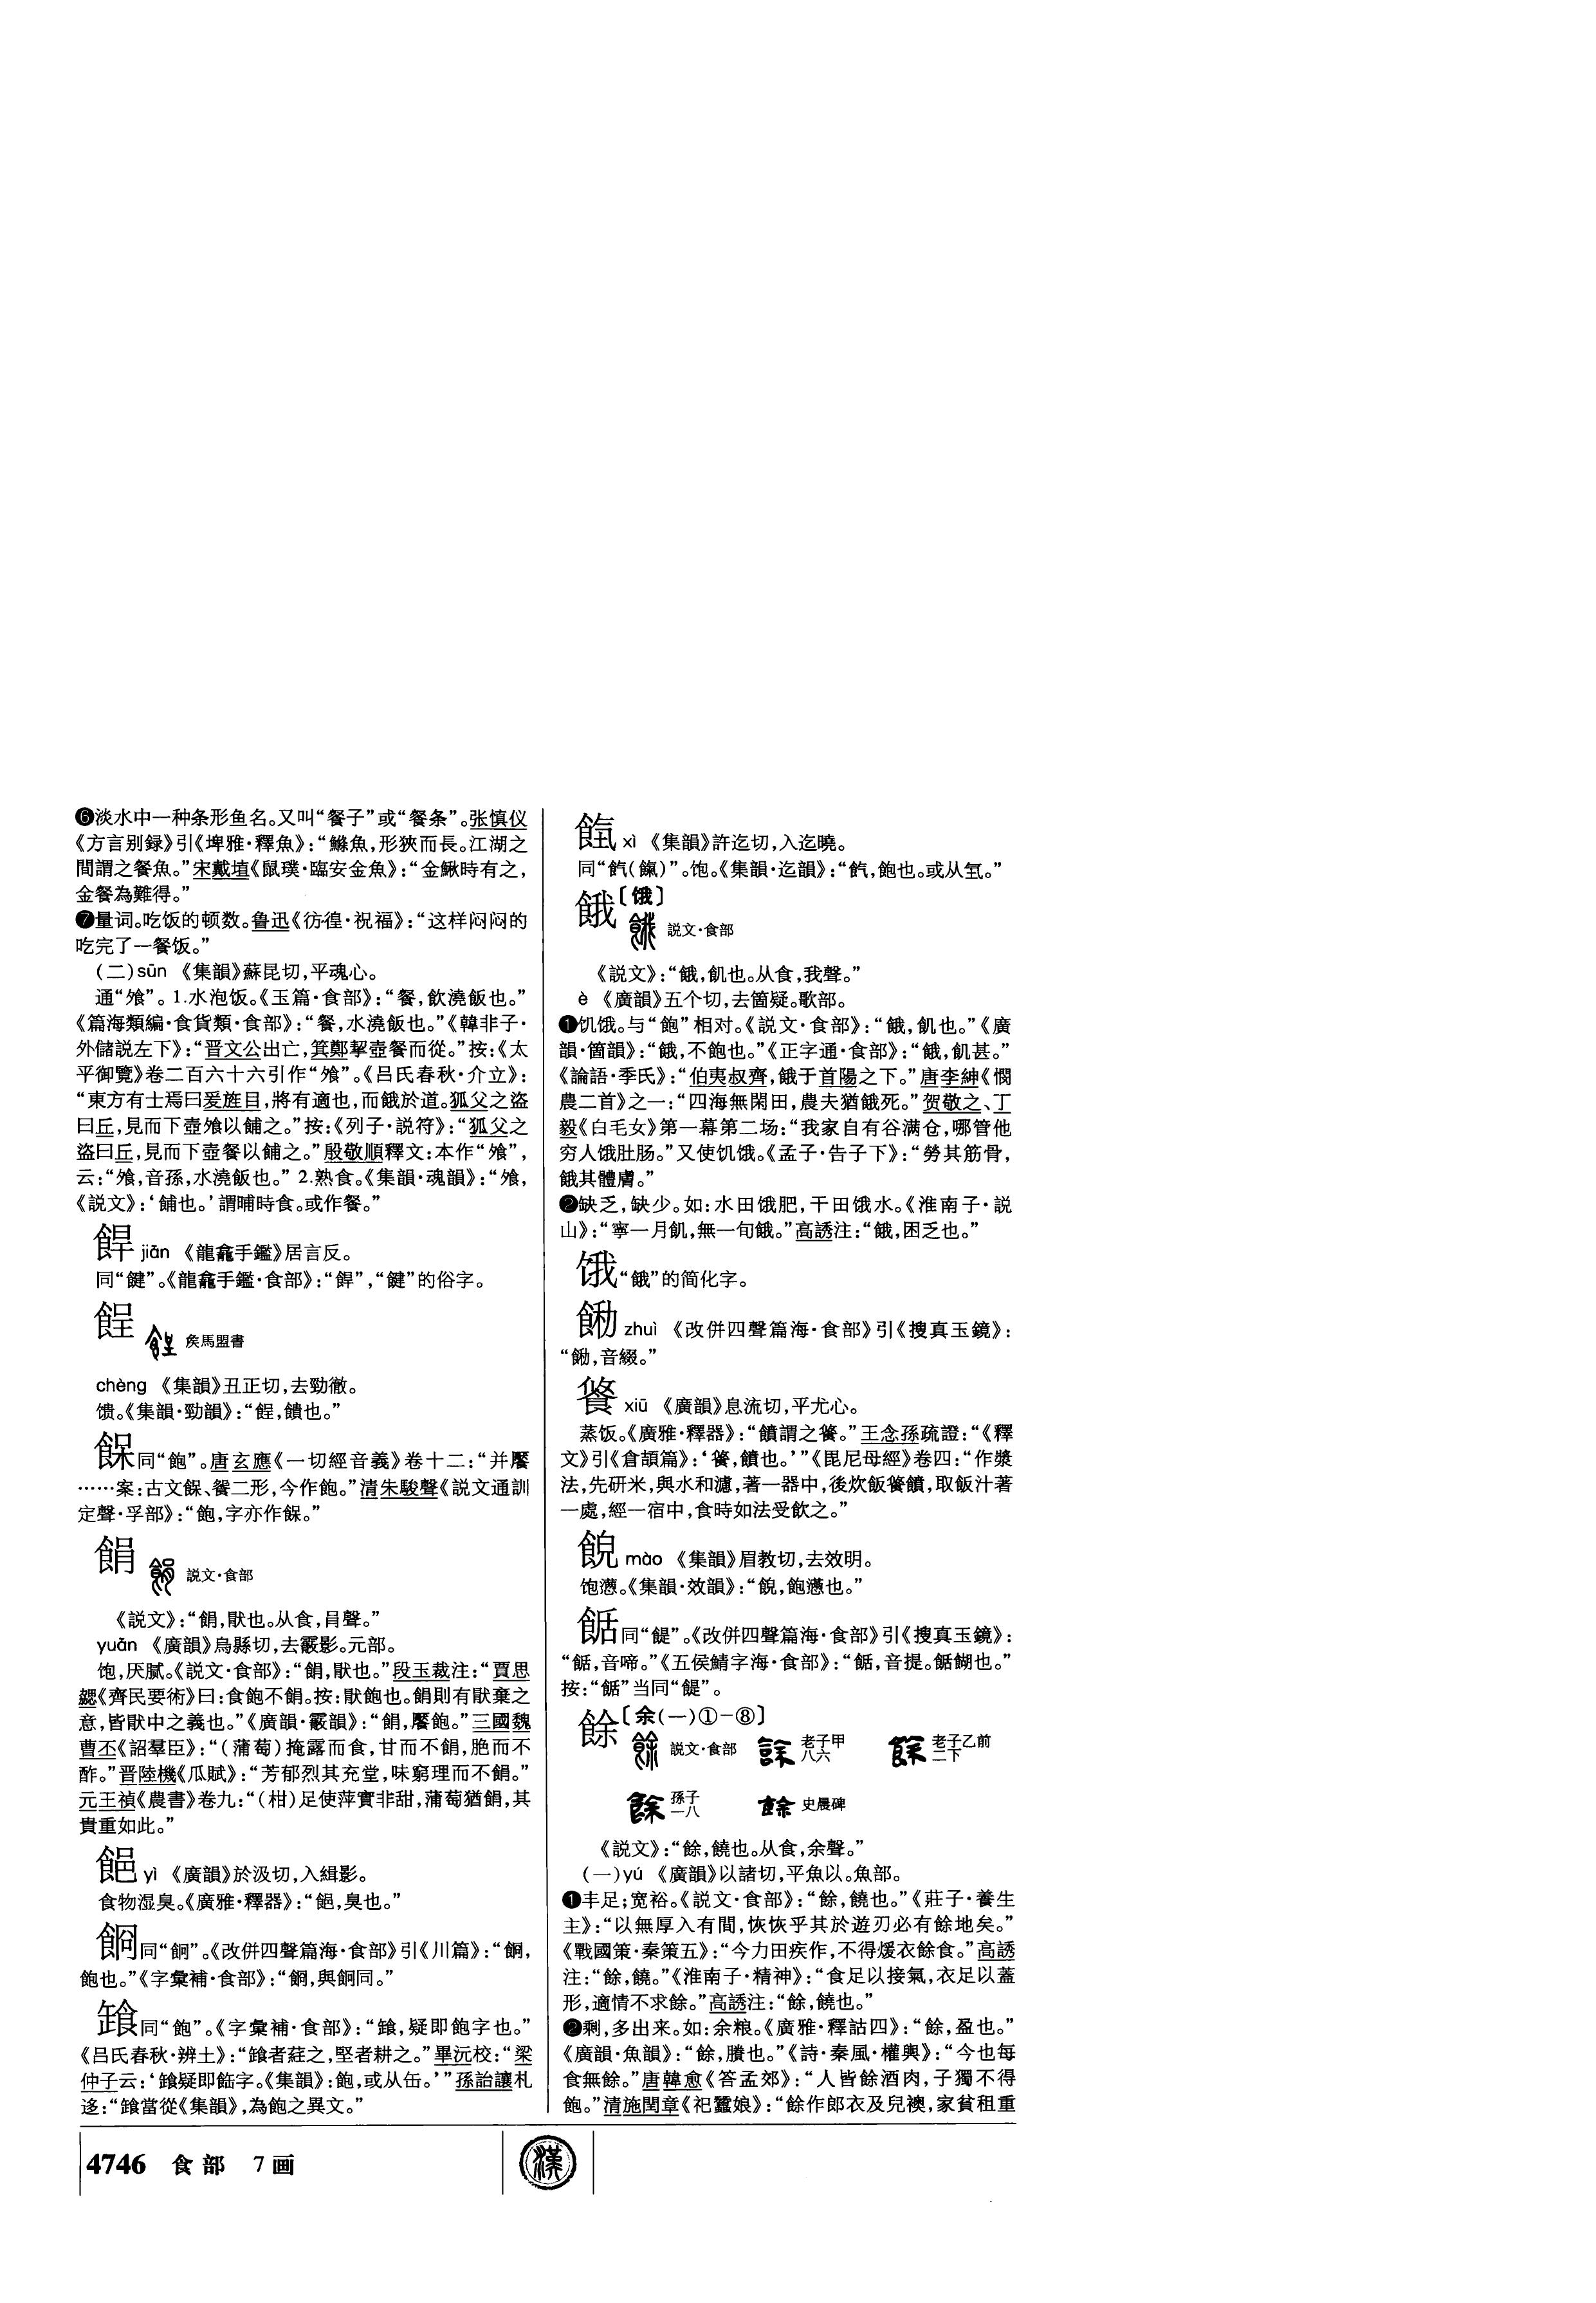 ❻淡水中一种条形鱼名。又叫“餐子”或“餐条”。张慎仪
《方言别録》引《埤雅·釋魚》：“鮛魚，形狹而長。江湖之
間謂之餐魚。”宋戴埴《鼠璞·臨安金魚》：“金鰍時有之，
金餐為難得。”
❼量词。吃饭的顿数。鲁迅《彷徨·祝福》：“这样闷闷的
吃完了一餐饭。”
（二）sūn 《集韻》蘇昆切，平魂心。
通“飧”。1.水泡饭。《玉篇·食部》：“餐，飲澆飯也。”
《篇海類編·食貨類·食部》：“餐，水澆飯也。”《韓非子·
外儲説左下》：“晋文公出亡，箕鄭挈壺餐而從。”按：《太
平御覽》卷二百六十六引作“飧”。《吕氏春秋·介立》：
“東方有士焉曰爰旌目，將有適也，而餓於道。狐父之盜
曰丘，見而下壺飧以餔之。”按：《列子·説符》：“狐父之
盜曰丘，見而下壺餐以餔之。”殷敬順釋文：本作“飧”，
云：“飧，音孫，水澆飯也。” 2.熟食。《集韻·魂韻》：“飧，
《説文》：‘餔也。’謂晡時食。或作餐。”
jiān 《龍龕手鑑》居言反。
同“鍵”。《龍龕手鑑·食部》：“䭙”，“鍵”的俗字。
鋥 矦馬盟書
chèng 《集韻》丑正切，去勁徹。
馈。《集韻·勁韻》：“，饋也。”
同“飽”。唐玄應《一切經音義》卷十二：“并饜
……案：古文䭋、餥二形，今作飽。”清朱駿聲《説文通訓
定聲·孚部》：“飽，字亦作䭋。”
餇 説文·食部
《説文》：“䬼，猒也。从食，肙聲。”
yuàn 《廣韻》烏縣切，去霰影。元部。
饱，厌腻。《説文·食部》：“䬼，猒也。”段玉裁注：“賈思
勰《齊民要術》曰：食飽不䬼。按：猒飽也。䬼則有猒棄之
意，皆猒中之義也。”《廣韻·霰韻》：“䬼，饜飽。”三國魏
曹丕《詔羣臣》：“（蒲萄）掩露而食，甘而不䬼，脆而不
酢。”晋陸機《瓜賦》：“芳郁烈其充堂，味窮理而不䬼。”
元王禎《農書》卷九：“（柑）足使萍實非甜，蒲萄猶䬼，其
貴重如此。”
䭂 yì 《廣韻》於汲切，入緝影。
食物湿臭。《廣雅·釋器》：“䭂，臭也。”
同“餇”。《改併四聲篇海·食部》引《川篇》：“，
飽也。”《字彙補·食部》：“，與餇同。”
同“飽”。《字彙補·食部》：“，疑即飽字也。”
《吕氏春秋·辨土》：“者莛之，堅者耕之。”畢沅校：“梁
仲子云：‘疑即䬰字。《集韻》：飽，或从缶。’”孫詒讓札
迻：“當從《集韻》，為飽之異文。”
xì 《集韻》許迄切，入迄曉。
同“飹（餼）”。饱。《集韻·迄韻》：“飹，飽也。或从氢。”
餓〔饿〕
説文·食部
《説文》：“餓，飢也。从食，我聲。”
è 《廣韻》五个切，去箇疑。歌部。
❶饥饿。与“飽”相对。《説文·食部》：“餓，飢也。”《廣
韻·箇韻》：“餓，不飽也。”《正字通·食部》：“餓，飢甚。”
《論語·季氏》：“伯夷叔齊，餓于首陽之下。”唐李紳《憫
農二首》之一：“四海無閑田，農夫猶餓死。”贺敬之、丁
毅《白毛女》第一幕第二场：“我家自有谷满仓，哪管他
穷人饿肚肠。”又使饥饿。《孟子·告子下》：“勞其筋骨，
餓其體膚。”
❷缺乏，缺少。如：水田饿肥，干田饿水。《淮南子·説
山》：“寧一月飢，無一旬餓。”高誘注：“餓，困乏也。”
饿“餓”的简化字。
zhuì 《改併四聲篇海·食部》引《搜真玉鏡》：
“，音綴。”
xiū 《廣韻》息流切，平尤心。
蒸饭。《廣雅·釋器》：“饙謂之。”王念孫疏證：“《釋
文》引《倉頡篇》：‘，饙也。’”《毘尼母經》卷四：“作漿
法，先研米，與水和濾，著一器中，後炊飯饙，取飯汁著
一處，經一宿中，食時如法受飲之。”
mào 《集韻》眉教切，去效明。
饱懑。《集韻·效韻》：“，飽懣也。”
同“餳”。《改併四聲篇海·食部》引《搜真玉鏡》：
“，音啼。”《五侯鯖字海·食部》：“，音提。餬也。”
按：“”当同“䬾”。
餘〔余（一）①－⑧〕
説文·食部 老子甲八六 老子乙前二下
孫子一八 史晨碑
《説文》：“餘，饒也。从食，余聲。”
（一）yú 《廣韻》以諸切，平魚以。魚部。
❶丰足；宽裕。《説文·食部》：“餘，饒也。”《莊子·養生
主》：“以無厚入有間，恢恢乎其於遊刃必有餘地矣。”
《戰國策·秦策五》：“今力田疾作，不得煖衣餘食。”高誘
注：“餘，饒。”《淮南子·精神》：“食足以接氣，衣足以蓋
形，適情不求餘。”高誘注：“餘，饒也。”
❷剩，多出来。如：余粮。《廣雅·釋詁四》：“餘，盈也。”
《廣韻·魚韻》：“餘，賸也。”《詩·秦風·權輿》：“今也每
食無餘。”唐韓愈《答孟郊》：“人皆餘酒肉，子獨不得
飽。”清施閏章《祀蠶娘》：“餘作郎衣及兒襖，家貧租重
4746 食部 7画
漢